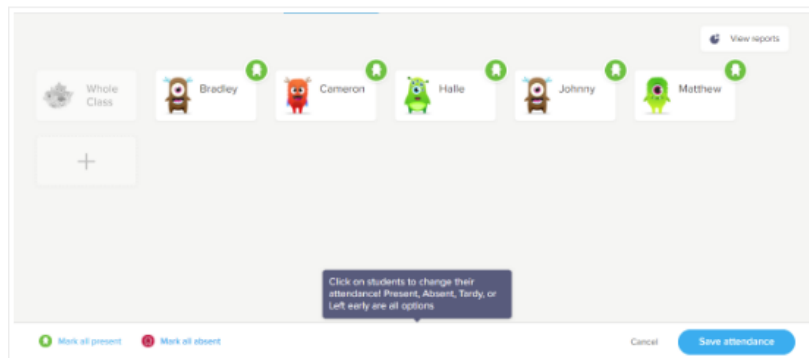 View reports
Whole
Class
Bradley
Cameron
Halle
Johnny
Matthew
+
Click on students to change their
attendance! Present, Absent, Tardy, or
Left early are all options
Mark all present
Mark all absent
Cancel
Save attendance